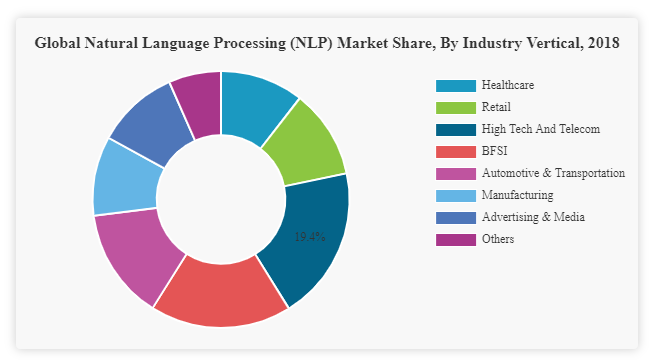 Global Natural Language Processing (NLP) Market Share, By Industry Vertical, 2018
Healthcare
Retail
High Tech And Telecom
BFSI
Automotive & Transportation
Manufacturing
Advertising & Media
Others
19.4%